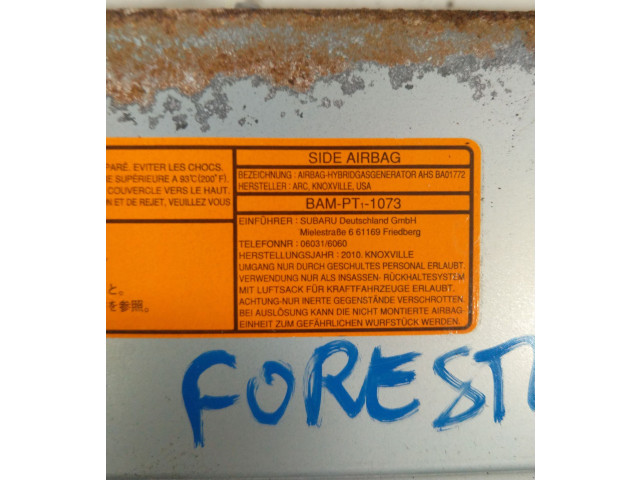 PARÉ. EVITER LES CHOCS.
E SUPÉRIEURE A 93℃(200°F).
COUVERCLE VERS LE HAUT.
ON ET DE REJET, VEUILLEZ VOUS
と。
を参照。
SIDE AIRBAG
BEZEICHNUNG : AIRBAG-HYBRIDGASGENERATOR AHS BA01772
HERSTELLER : ARC, KNOXVILLE, USA
BAM-PT₁-1073
EINFÜHRER : SUBARU Deutschland GmbH
Mielestraße 6 61169 Friedberg
TELEFONNR : 06031/6060
HERSTELLUNGSJAHR : 2010. KNOXVILLE
UMGANG NUR DURCH GESCHULTES PERSONAL ERLAUBT.
VERWENDUNG NUR ALS INSASSEN- RÜCKHALTESYSTEM
MIT LUFTSACK FÜR KRAFTFAHRZEUGE ERLAUBT.
ACHTUNG-NUR INERTE GEGENSTÄNDE VERSCHROTTEN.
BEI AUSLÖSUNG KANN DIE NICHT MONTIERTE AIRBAG-
EINHEIT ZUM GEFÄHRLICHEN WURFSTÜCK WERDEN.
FOREST